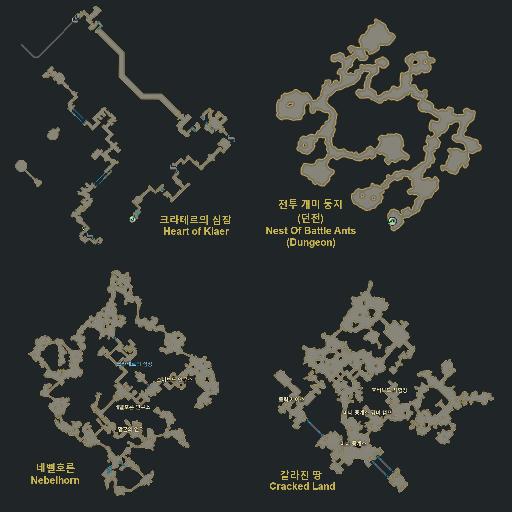 크라테르의 심장
Heart of Klaer
전투 개미 둥지
(던전)
Nest Of Battle Ants
(Dungeon)
네벨호른
Nebelhorn
갈라진 땅
Cracked Land